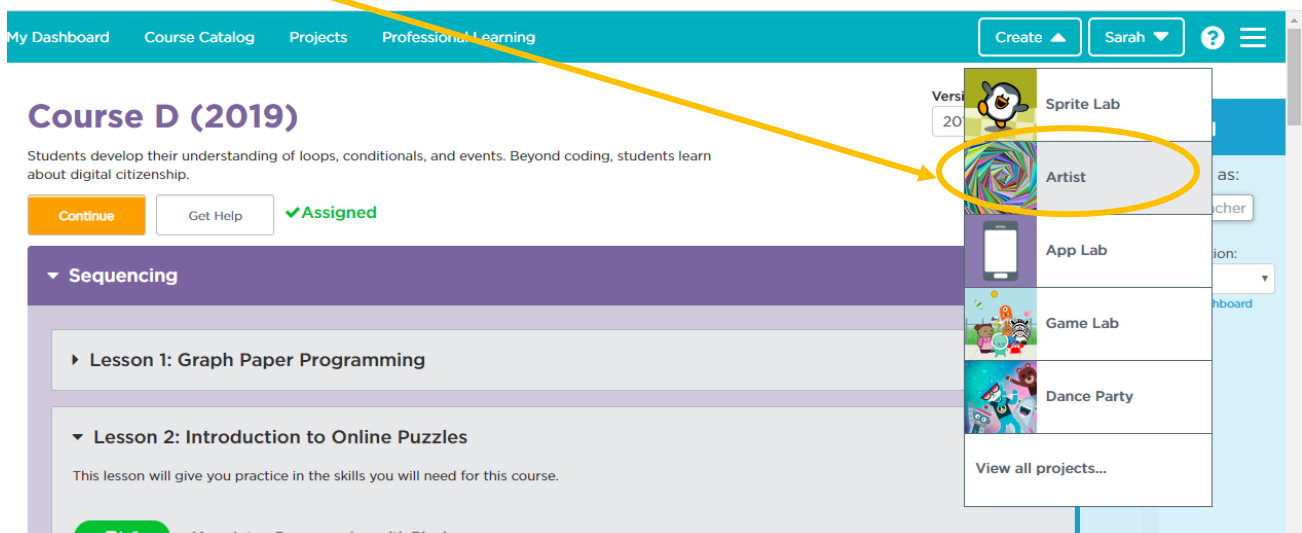 My Dashboard Course Catalog Projects Professional Learning Create Sarah ?
Course D (2019)
Students develop their understanding of loops, conditionals, and events. Beyond coding, students learn
about digital citizenship.
Continue Get Help Assigned
Sequencing
Lesson 1: Graph Paper Programming
Lesson 2: Introduction to Online Puzzles
This lesson will give you practice in the skills you will need for this course.
Sprite Lab
Artist
App Lab
Game Lab
Dance Party
View all projects...
as: